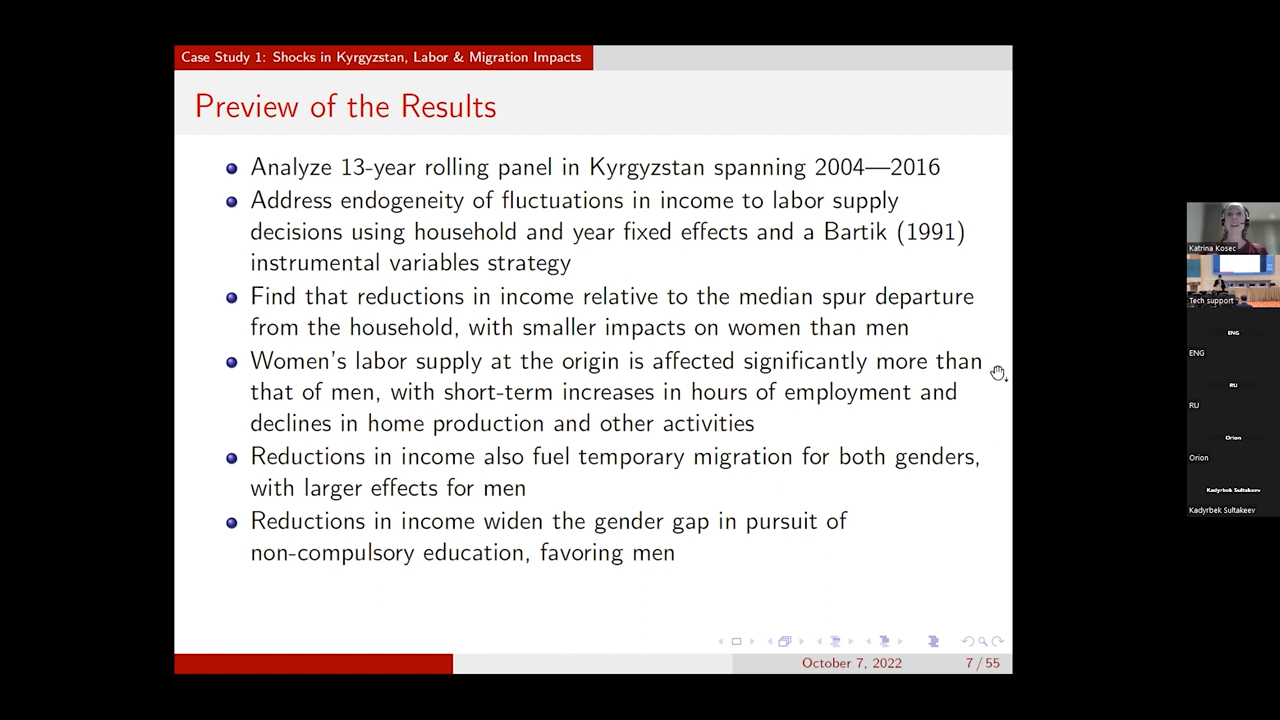 Case Study 1: Shocks in Kyrgyzstan, Labor & Migration Impacts
Preview of the Results
Analyze 13-year rolling panel in Kyrgyzstan spanning 2004—2016
Address endogeneity of fluctuations in income to labor supply
decisions using household and year fixed effects and a Bartik (1991)
instrumental variables strategy
Find that reductions in income relative to the median spur departure
from the household, with smaller impacts on women than men
Women's labor supply at the origin is affected significantly more than
that of men, with short-term increases in hours of employment and
declines in home production and other activities
Reductions in income also fuel temporary migration for both genders,
with larger effects for men
Reductions in income widen the gender gap in pursuit of
non-compulsory education, favoring men
October 7, 2022
7 / 55
Katrina Kosec
Tech support
ENG
ENG
RU
RU
Orion
Orion
Kadyrbek Sultakeev
Kadyrbek Sultakeev